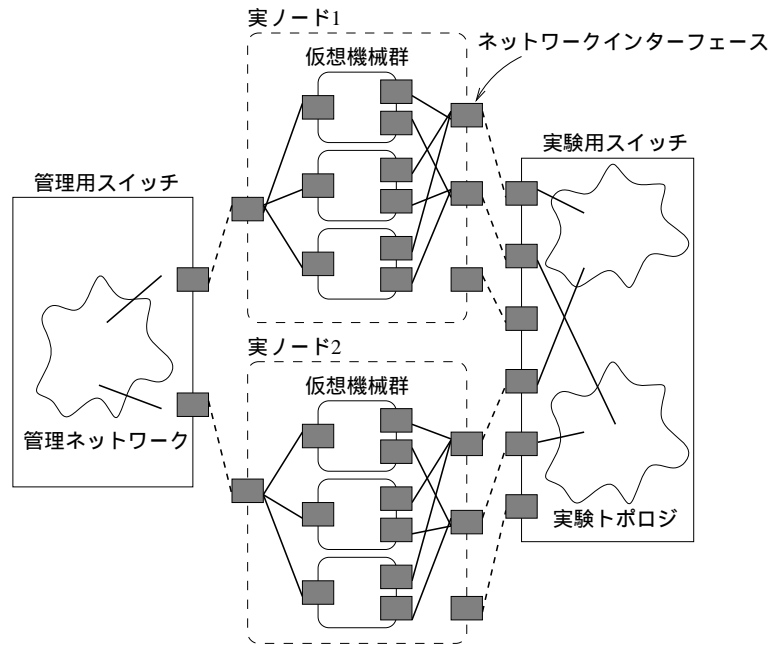 実ノード1
仮想機械群
ネットワークインターフェース
実験用スイッチ
管理用スイッチ
管理ネットワーク
実ノード2
仮想機械群
実験トポロジ